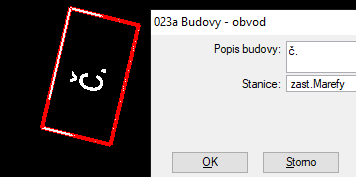 č.
023a Budovy - obvod
Popis budovy: č.
Stanice: zast.Marefy
OK Storno